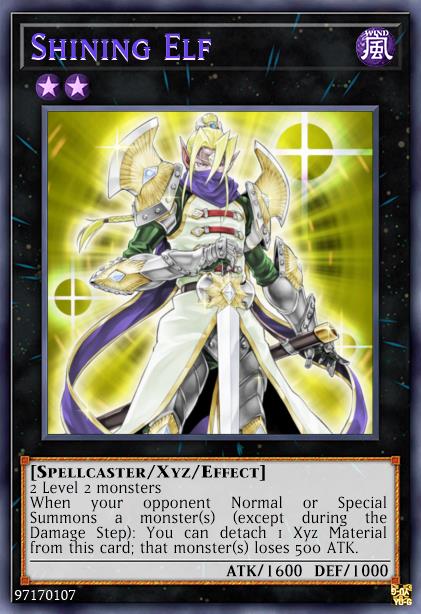 Shining Elf
WIND
風
[Spellcaster/Xyz/Effect]
2 Level 2 monsters
When your opponent Normal or Special
Summons a monster(s) (except during the
Damage Step): You can detach 1 Xyz Material
from this card; that monster(s) loses 500 ATK.
ATK/1600 DEF/1000
97170107